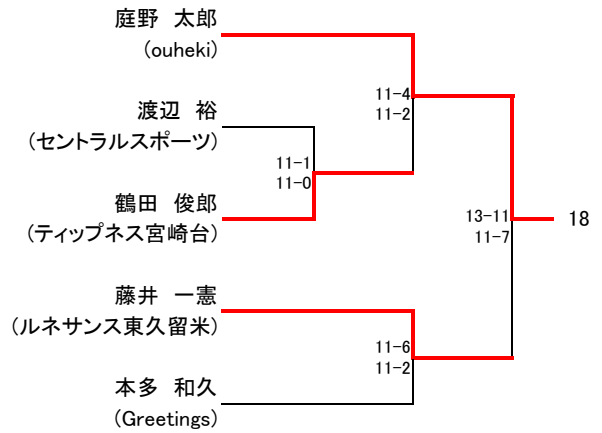 庭野 太郎
(ouheki)
11-4
11-2
渡辺 裕
(セントラルスポーツ)
11-1
11-0
鶴田 俊郎
(ティップネス宮崎台)
13-11
11-7
18
藤井 一憲
(ルネサンス東久留米)
11-6
11-2
本多 和久
(Greetings)